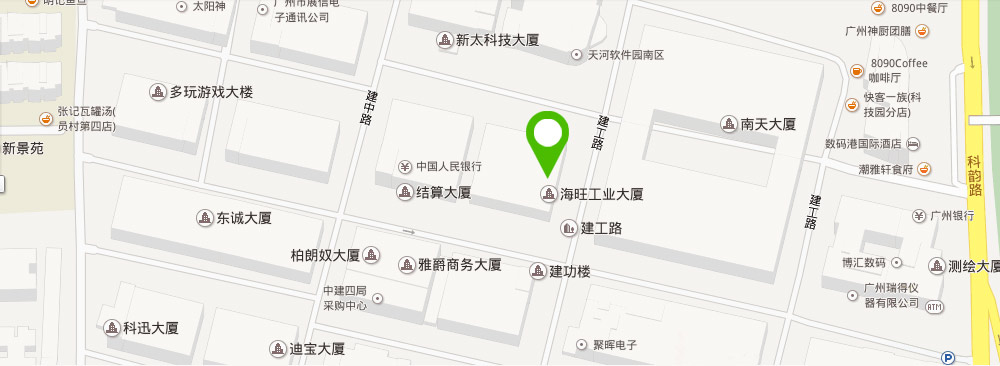 明记鱼蛋
太阳神
广州市展信电
子通讯公司
新太科技大厦
天河软件园南区
8090中餐厅
广州神厨团膳
8090Coffee
咖啡厅
快客一族(科
技园分店)
多玩游戏大楼
建中路
张记瓦罐汤(
员村第四店)
新景苑
建工路
南天大厦
数码港国际酒店
科韵路
潮雅轩食府
中国人民银行
结算大厦
海旺工业大厦
建工路
东诚大厦
建工路
广州银行
柏朗奴大厦
雅爵商务大厦
建功楼
博汇数码
测绘大厦
中建四局
采购中心
广州瑞得仪
器有限公司
ATM
科迅大厦
迪宝大厦
聚晖电子
P